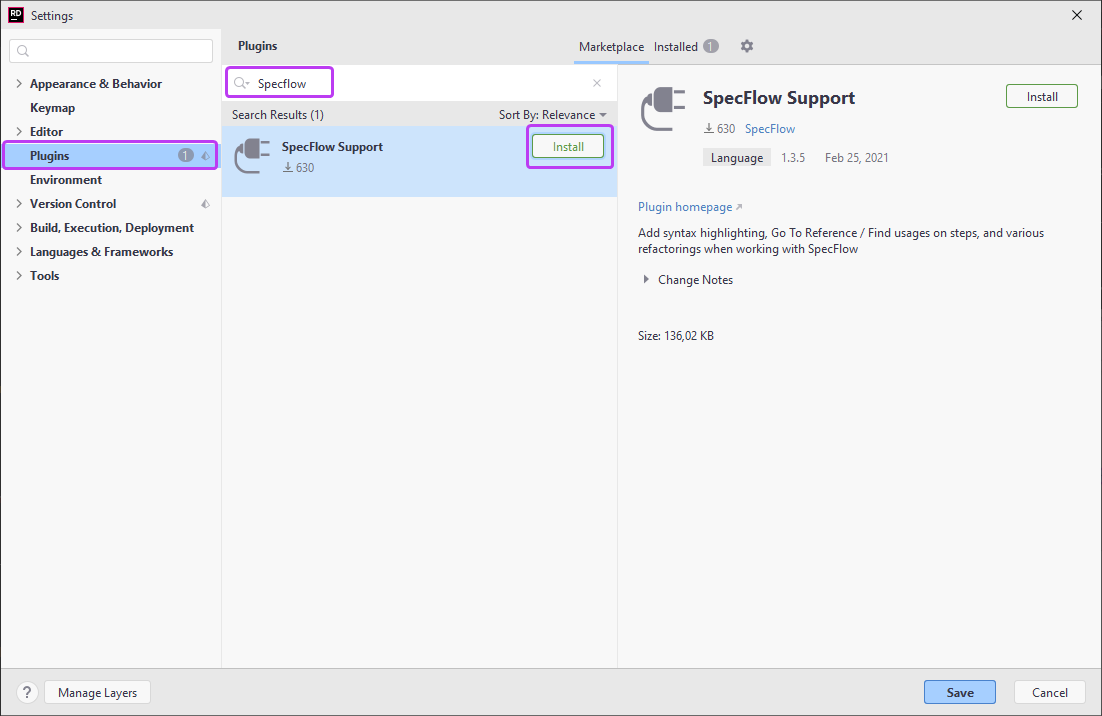 RD
Settings
Plugins
Marketplace
Installed 1
Appearance & Behavior
Keymap
Editor
Plugins 1
Environment
Version Control
Build, Execution, Deployment
Languages & Frameworks
Tools
Specflow
Search Results (1)
Sort By: Relevance
SpecFlow Support
630
Install
SpecFlow Support
Install
630 SpecFlow
Language 1.3.5 Feb 25, 2021
Plugin homepage
Add syntax highlighting, Go To Reference / Find usages on steps, and various
refactorings when working with SpecFlow
Change Notes
Size: 136,02 KB
?
Manage Layers
Save
Cancel